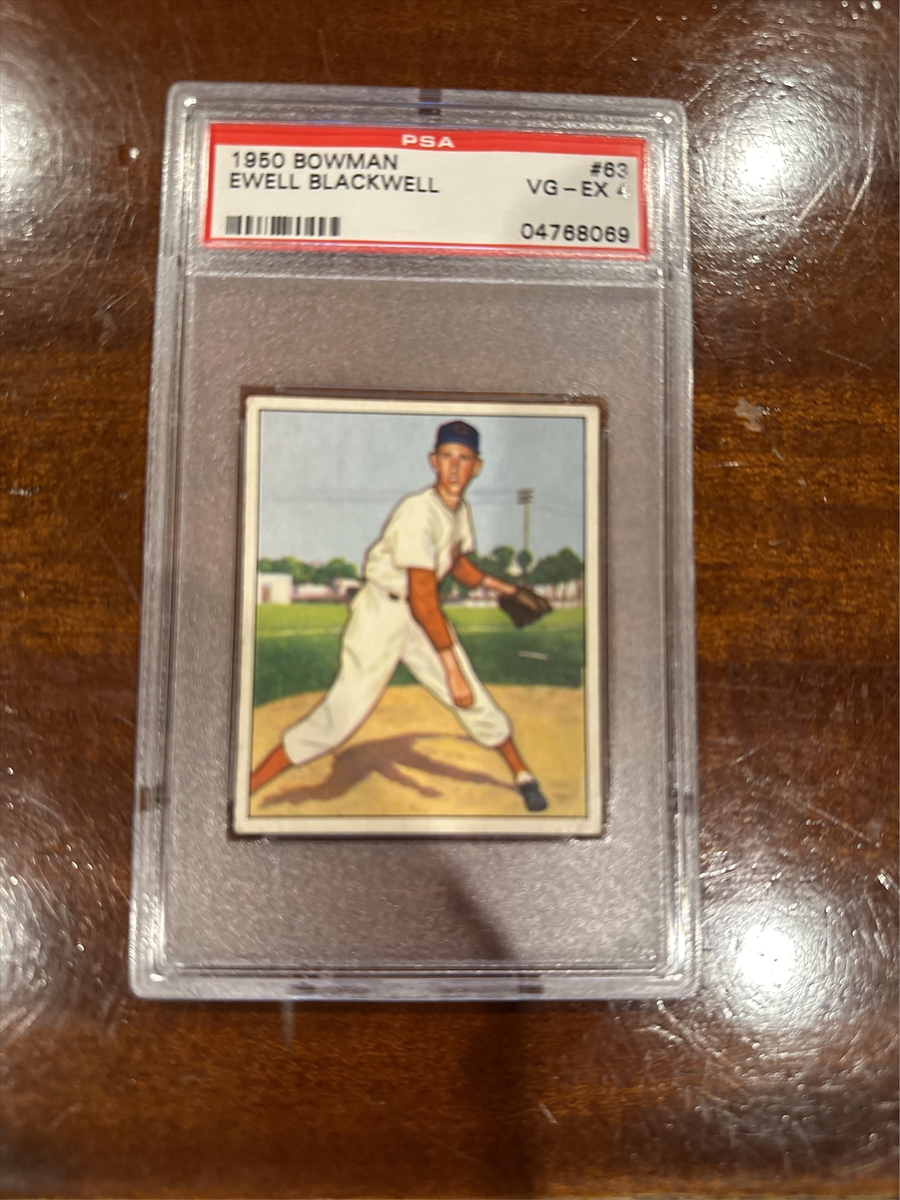 PSA
1950 BOWMAN #63
EWELL BLACKWELL VG-EX 4
04768069